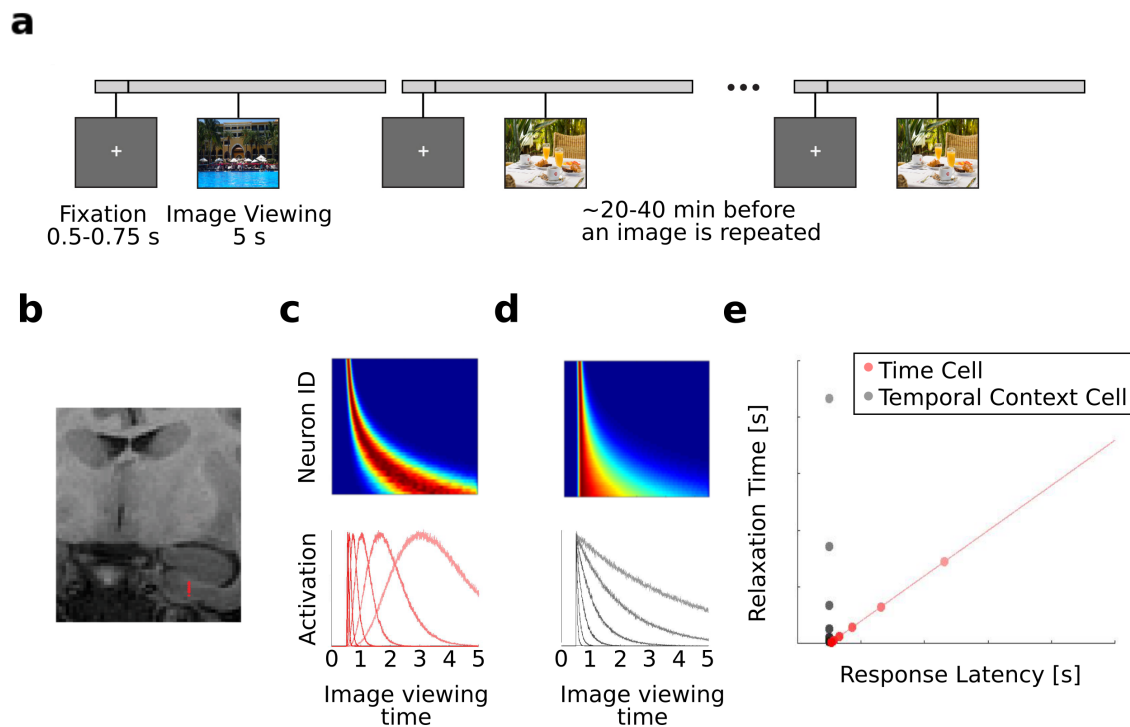 a
Fixation
0.5-0.75 s
Image Viewing
5 s
~20-40 min before
an image is repeated
b
c
Neuron ID
Activation
0 1 2 3 4 5
Image viewing
time
d
0 1 2 3 4 5
Image viewing
time
e
Time Cell
Temporal Context Cell
Relaxation Time [s]
Response Latency [s]